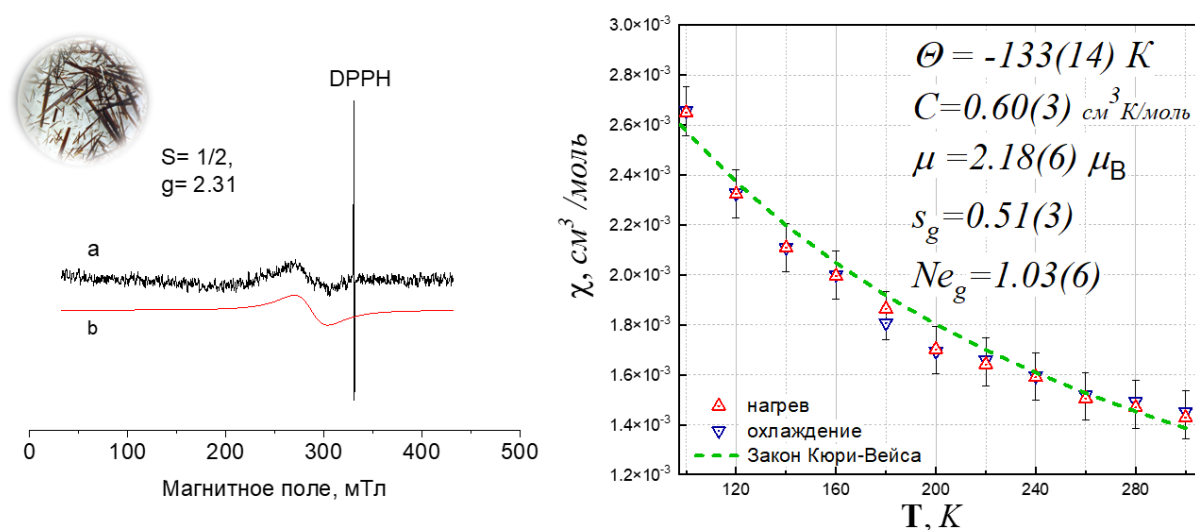 DPPH
S= 1/2,
g= 2.31
a
b
0 100 200 300 400 500
Магнитное поле, мТл
χ, см³ /моль
3.0×10⁻³
2.8×10⁻³
2.6×10⁻³
2.4×10⁻³
2.2×10⁻³
2.0×10⁻³
1.8×10⁻³
1.6×10⁻³
1.4×10⁻³
1.2×10⁻³
Θ = -133(14) К
C=0.60(3) см³К/моль
μ =2.18(6) μB
sg=0.51(3)
Neg=1.03(6)
нагрев
охлаждение
Закон Кюри-Вейса
120 160 200 240 280
T, K